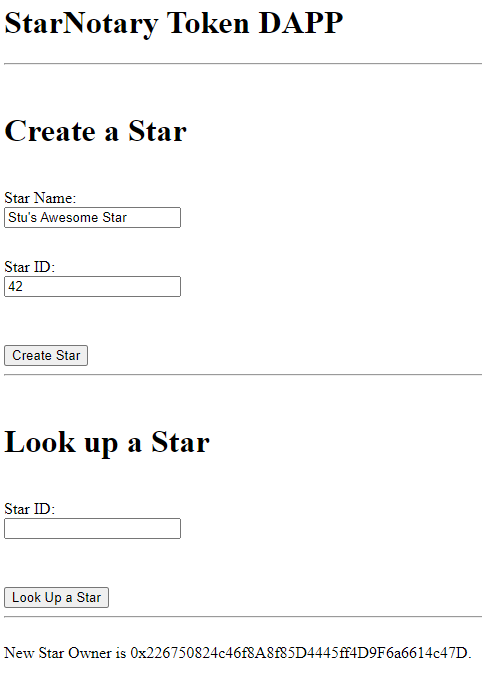 StarNotary Token DAPP
Create a Star
Star Name:
Stu's Awesome Star
Star ID:
42
Create Star
Look up a Star
Star ID:
Look Up a Star
New Star Owner is 0x226750824c46f8A8f85D4445ff4D9F6a6614c47D.